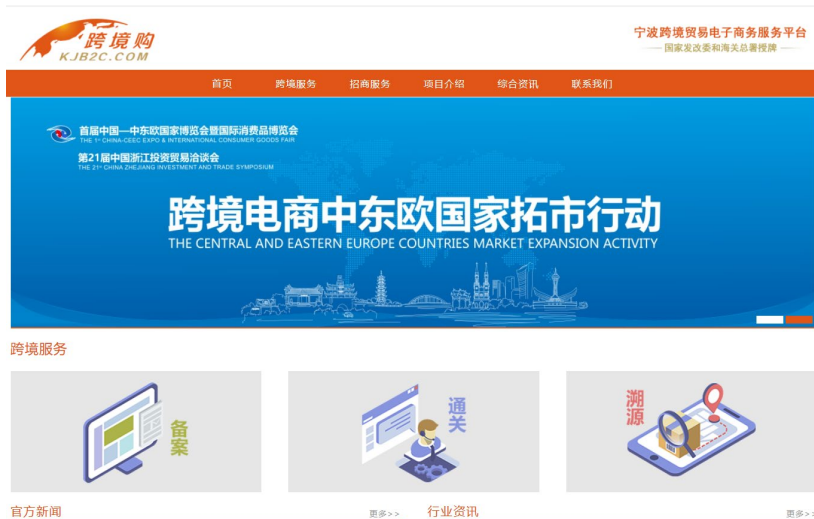 跨境购
KJB2C.COM
宁波跨境贸易电子商务服务平台
国家发改委和海关总署授牌
首页 跨境服务 招商服务 项目介绍 综合资讯 联系我们
首届中国—中东欧国家博览会暨国际消费品博览会
THE 1ST CHINA-CEEC EXPO & INTERNATIONAL CONSUMER GOODS FAIR
第21届中国浙江投资贸易洽谈会
THE 21ST CHINA ZHEJIANG INVESTMENT AND TRADE SYMPOSIUM
跨境电商中东欧国家拓市行动
THE CENTRAL AND EASTERN EUROPE COUNTRIES MARKET EXPANSION ACTIVITY
跨境服务
备案
通关
溯源
官方新闻 更多>>
行业资讯 更多>>